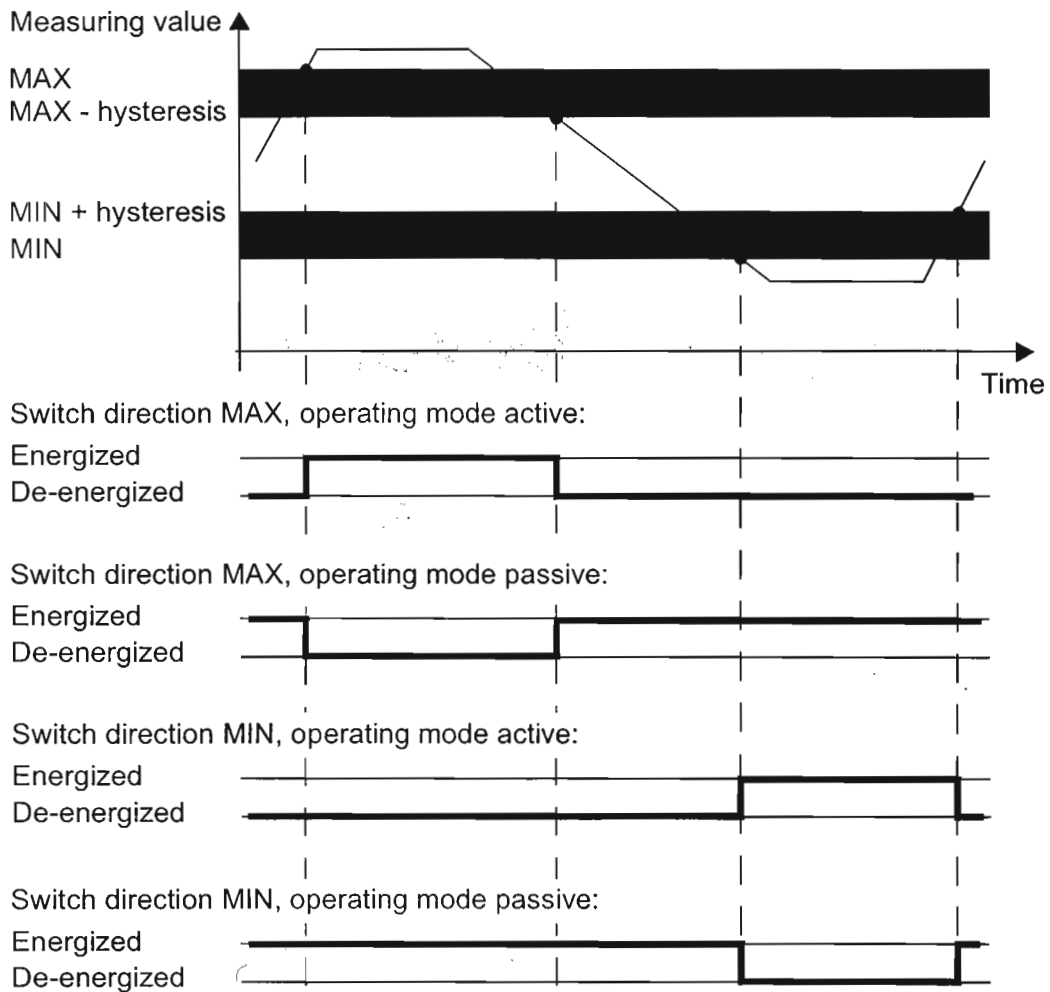 Measuring value
MAX
MAX - hysteresis
MIN + hysteresis
MIN
Time
Switch direction MAX, operating mode active:
Energized
De-energized
Switch direction MAX, operating mode passive:
Energized
De-energized
Switch direction MIN, operating mode active:
Energized
De-energized
Switch direction MIN, operating mode passive:
Energized
De-energized